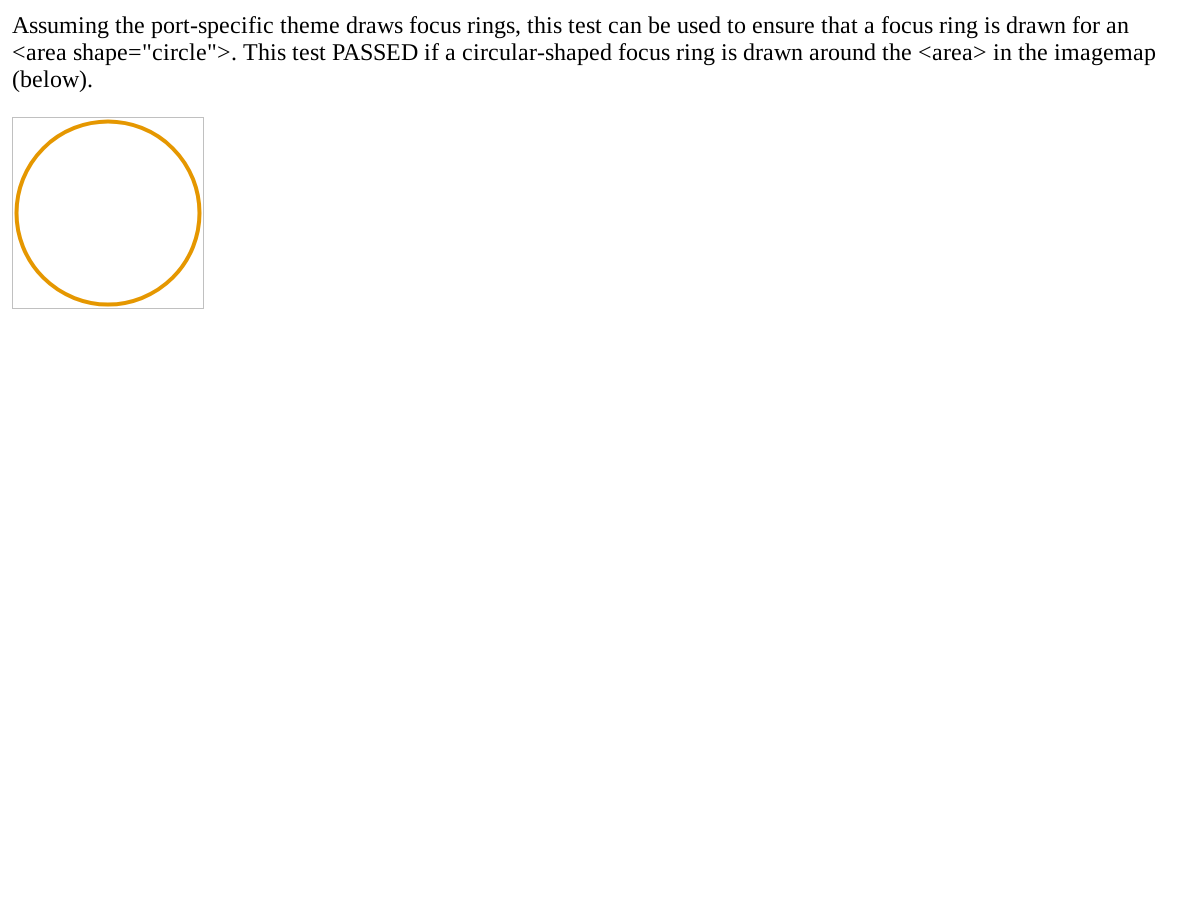 Assuming the port-specific theme draws focus rings, this test can be used to ensure that a focus ring is drawn for an
<area shape="circle">. This test PASSED if a circular-shaped focus ring is drawn around the <area> in the imagemap
(below).